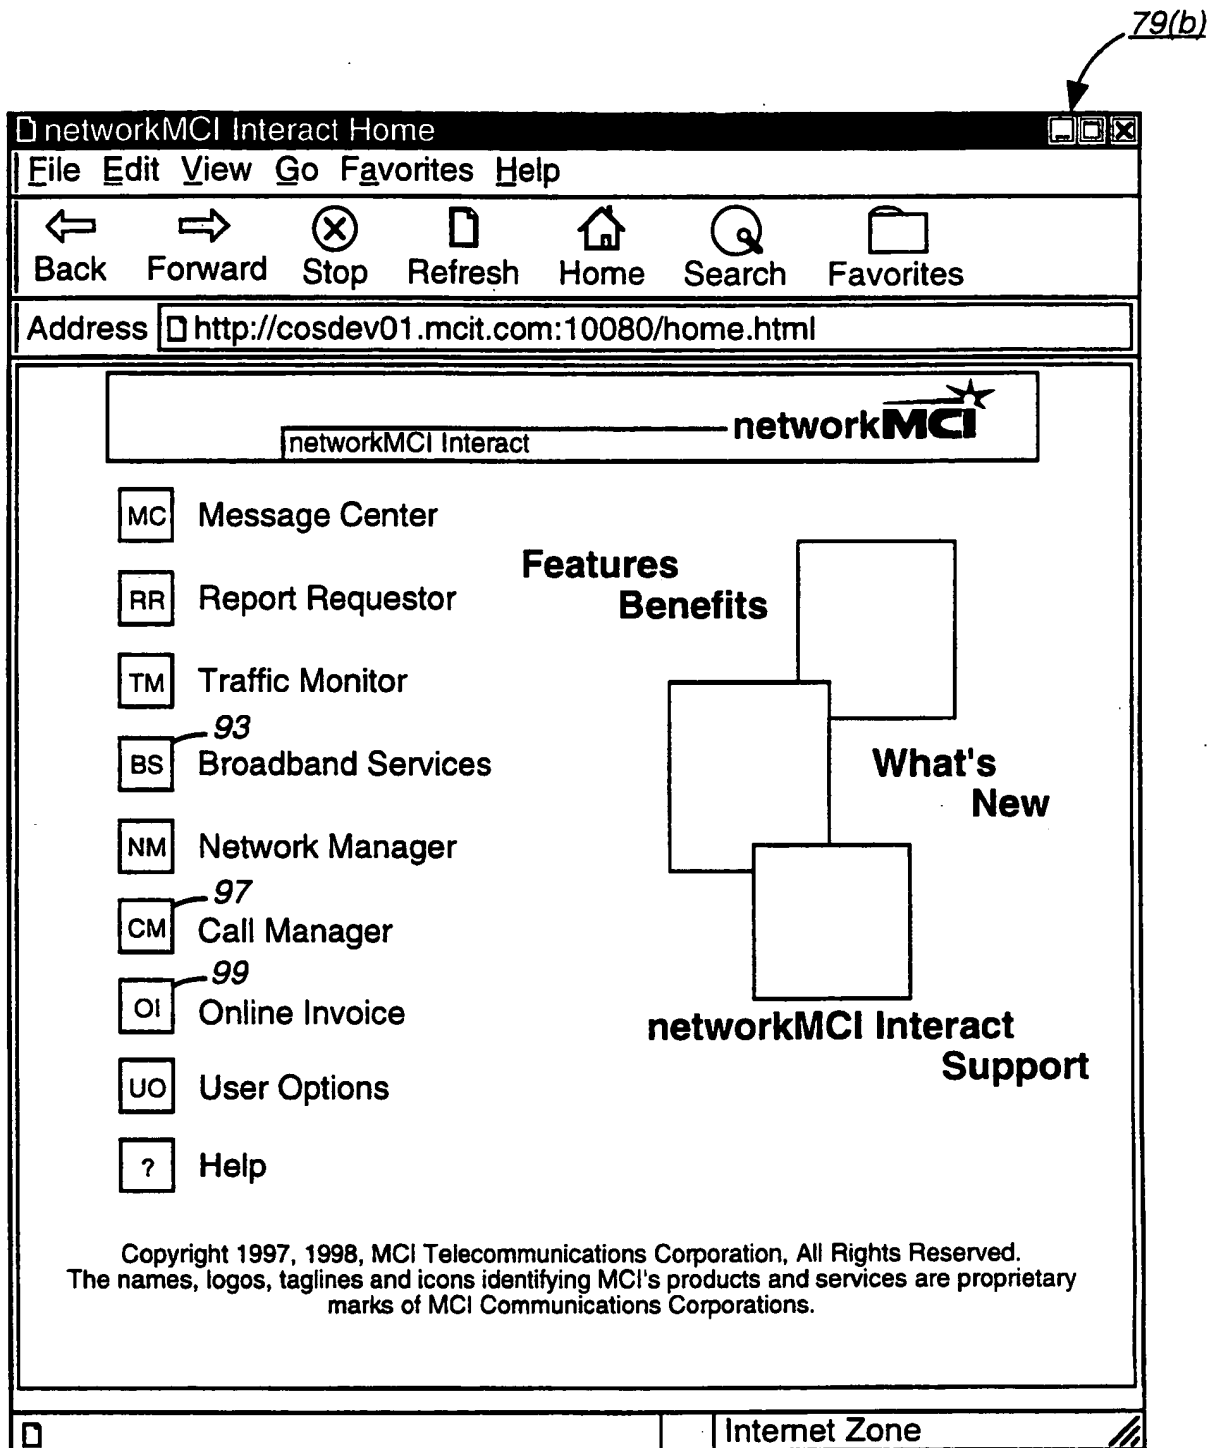 79(b)
networkMCI Interact Home
File Edit View Go Favorites Help
Back Forward Stop Refresh Home Search Favorites
Address http://cosdev01.mcit.com:10080/home.html
networkMCI Interact
networkMCI
MC Message Center
RR Report Requestor
TM Traffic Monitor
93
BS Broadband Services
NM Network Manager
97
CM Call Manager
99
OI Online Invoice
UO User Options
? Help
Features
Benefits
What's
New
networkMCI Interact
Support
Copyright 1997, 1998, MCI Telecommunications Corporation, All Rights Reserved.
The names, logos, taglines and icons identifying MCI's products and services are proprietary
marks of MCI Communications Corporations.
Internet Zone